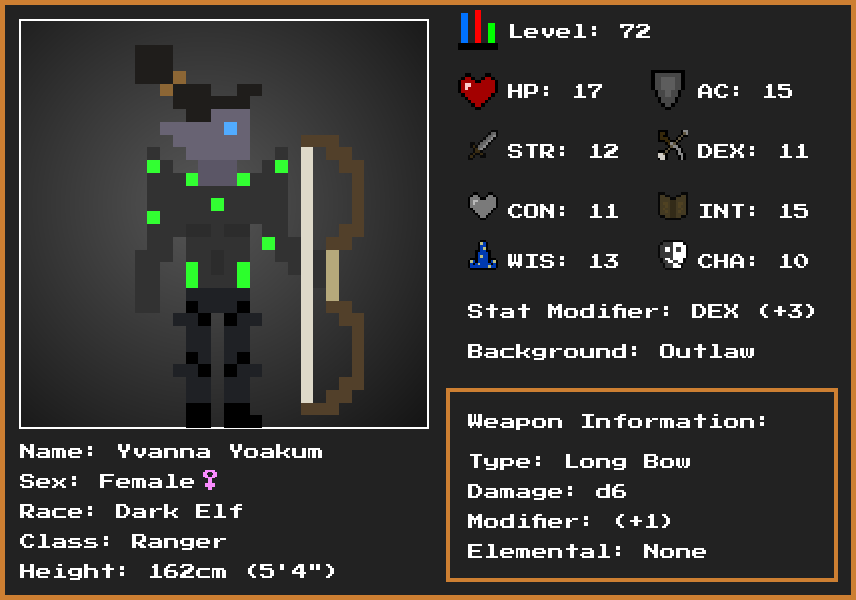 Level: 72
HP: 17
AC: 15
STR: 12
DEX: 11
CON: 11
INT: 15
WIS: 13
CHA: 10
Stat Modifier: DEX (+3)
Background: Outlaw
Weapon Information:
Type: Long Bow
Damage: d6
Modifier: (+1)
Elemental: None
Name: Yvanna Yoakum
Sex: Female♀
Race: Dark Elf
Class: Ranger
Height: 162cm (5'4")